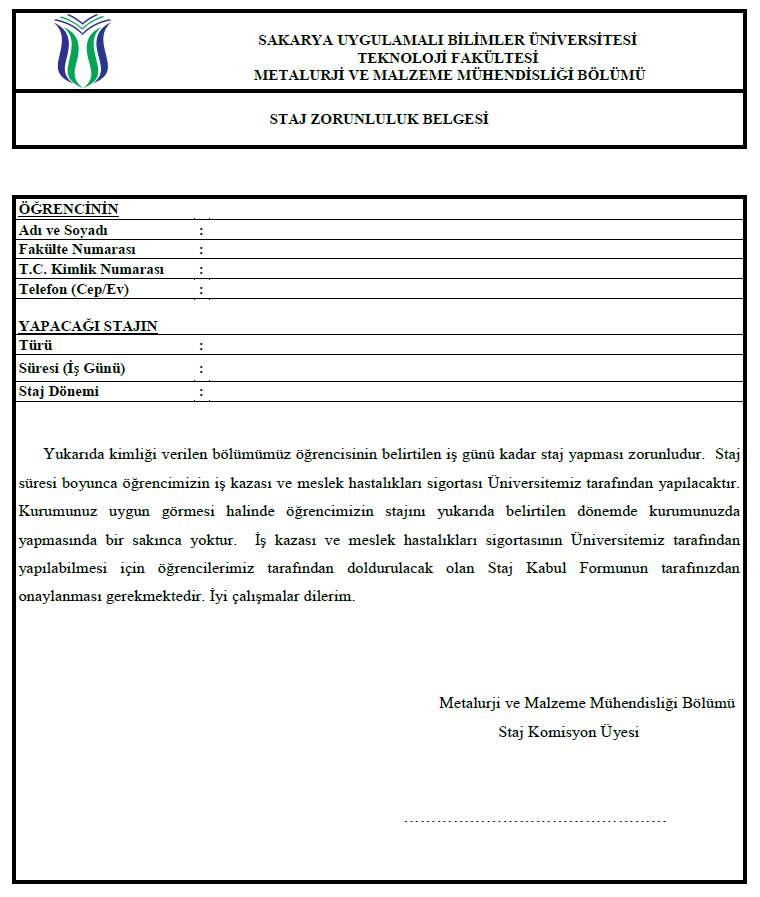 SAKARYA UYGULAMALI BİLİMLER ÜNİVERSİTESİ
TEKNOLOJİ FAKÜLTESİ
METALURJİ VE MALZEME MÜHENDİSLİĞİ BÖLÜMÜ
STAJ ZORUNLULUK BELGESİ
ÖĞRENCİNİN
Adı ve Soyadı :
Fakülte Numarası :
T.C. Kimlik Numarası :
Telefon (Cep/Ev) :
YAPACAĞI STAJIN
Türü :
Süresi (İş Günü) :
Staj Dönemi :
Yukarıda kimliği verilen bölümümüz öğrencisinin belirtilen iş günü kadar staj yapması zorunludur. Staj
süresi boyunca öğrencimizin iş kazası ve meslek hastalıkları sigortası Üniversitemiz tarafından yapılacaktır.
Kurumunuz uygun görmesi halinde öğrencimizin stajını yukarıda belirtilen dönemde kurumunuzda
yapmasında bir sakınca yoktur. İş kazası ve meslek hastalıkları sigortasının Üniversitemiz tarafından
yapılabilmesi için öğrencilerimiz tarafından doldurulacak olan Staj Kabul Formunun tarafınızdan
onaylanması gerekmektedir. İyi çalışmalar dilerim.
Metalurji ve Malzeme Mühendisliği Bölümü
Staj Komisyon Üyesi
…………………………………………